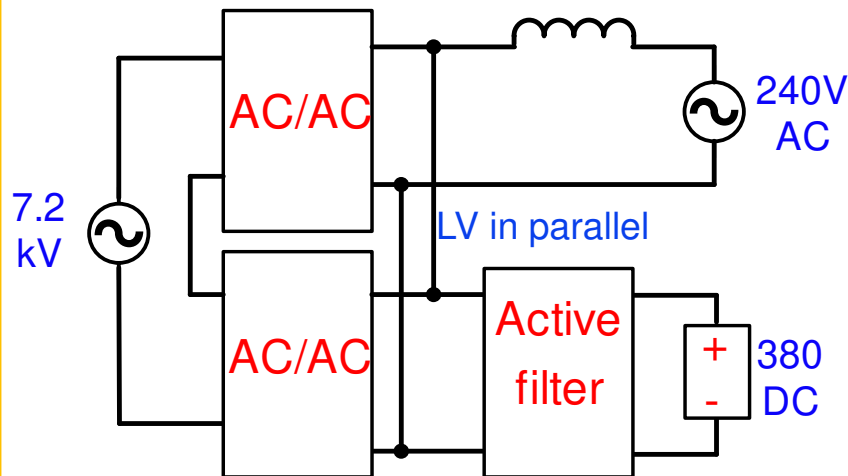 AC/AC
240V
AC
7.2
kV
LV in parallel
AC/AC
Active
filter
+
-
380
DC